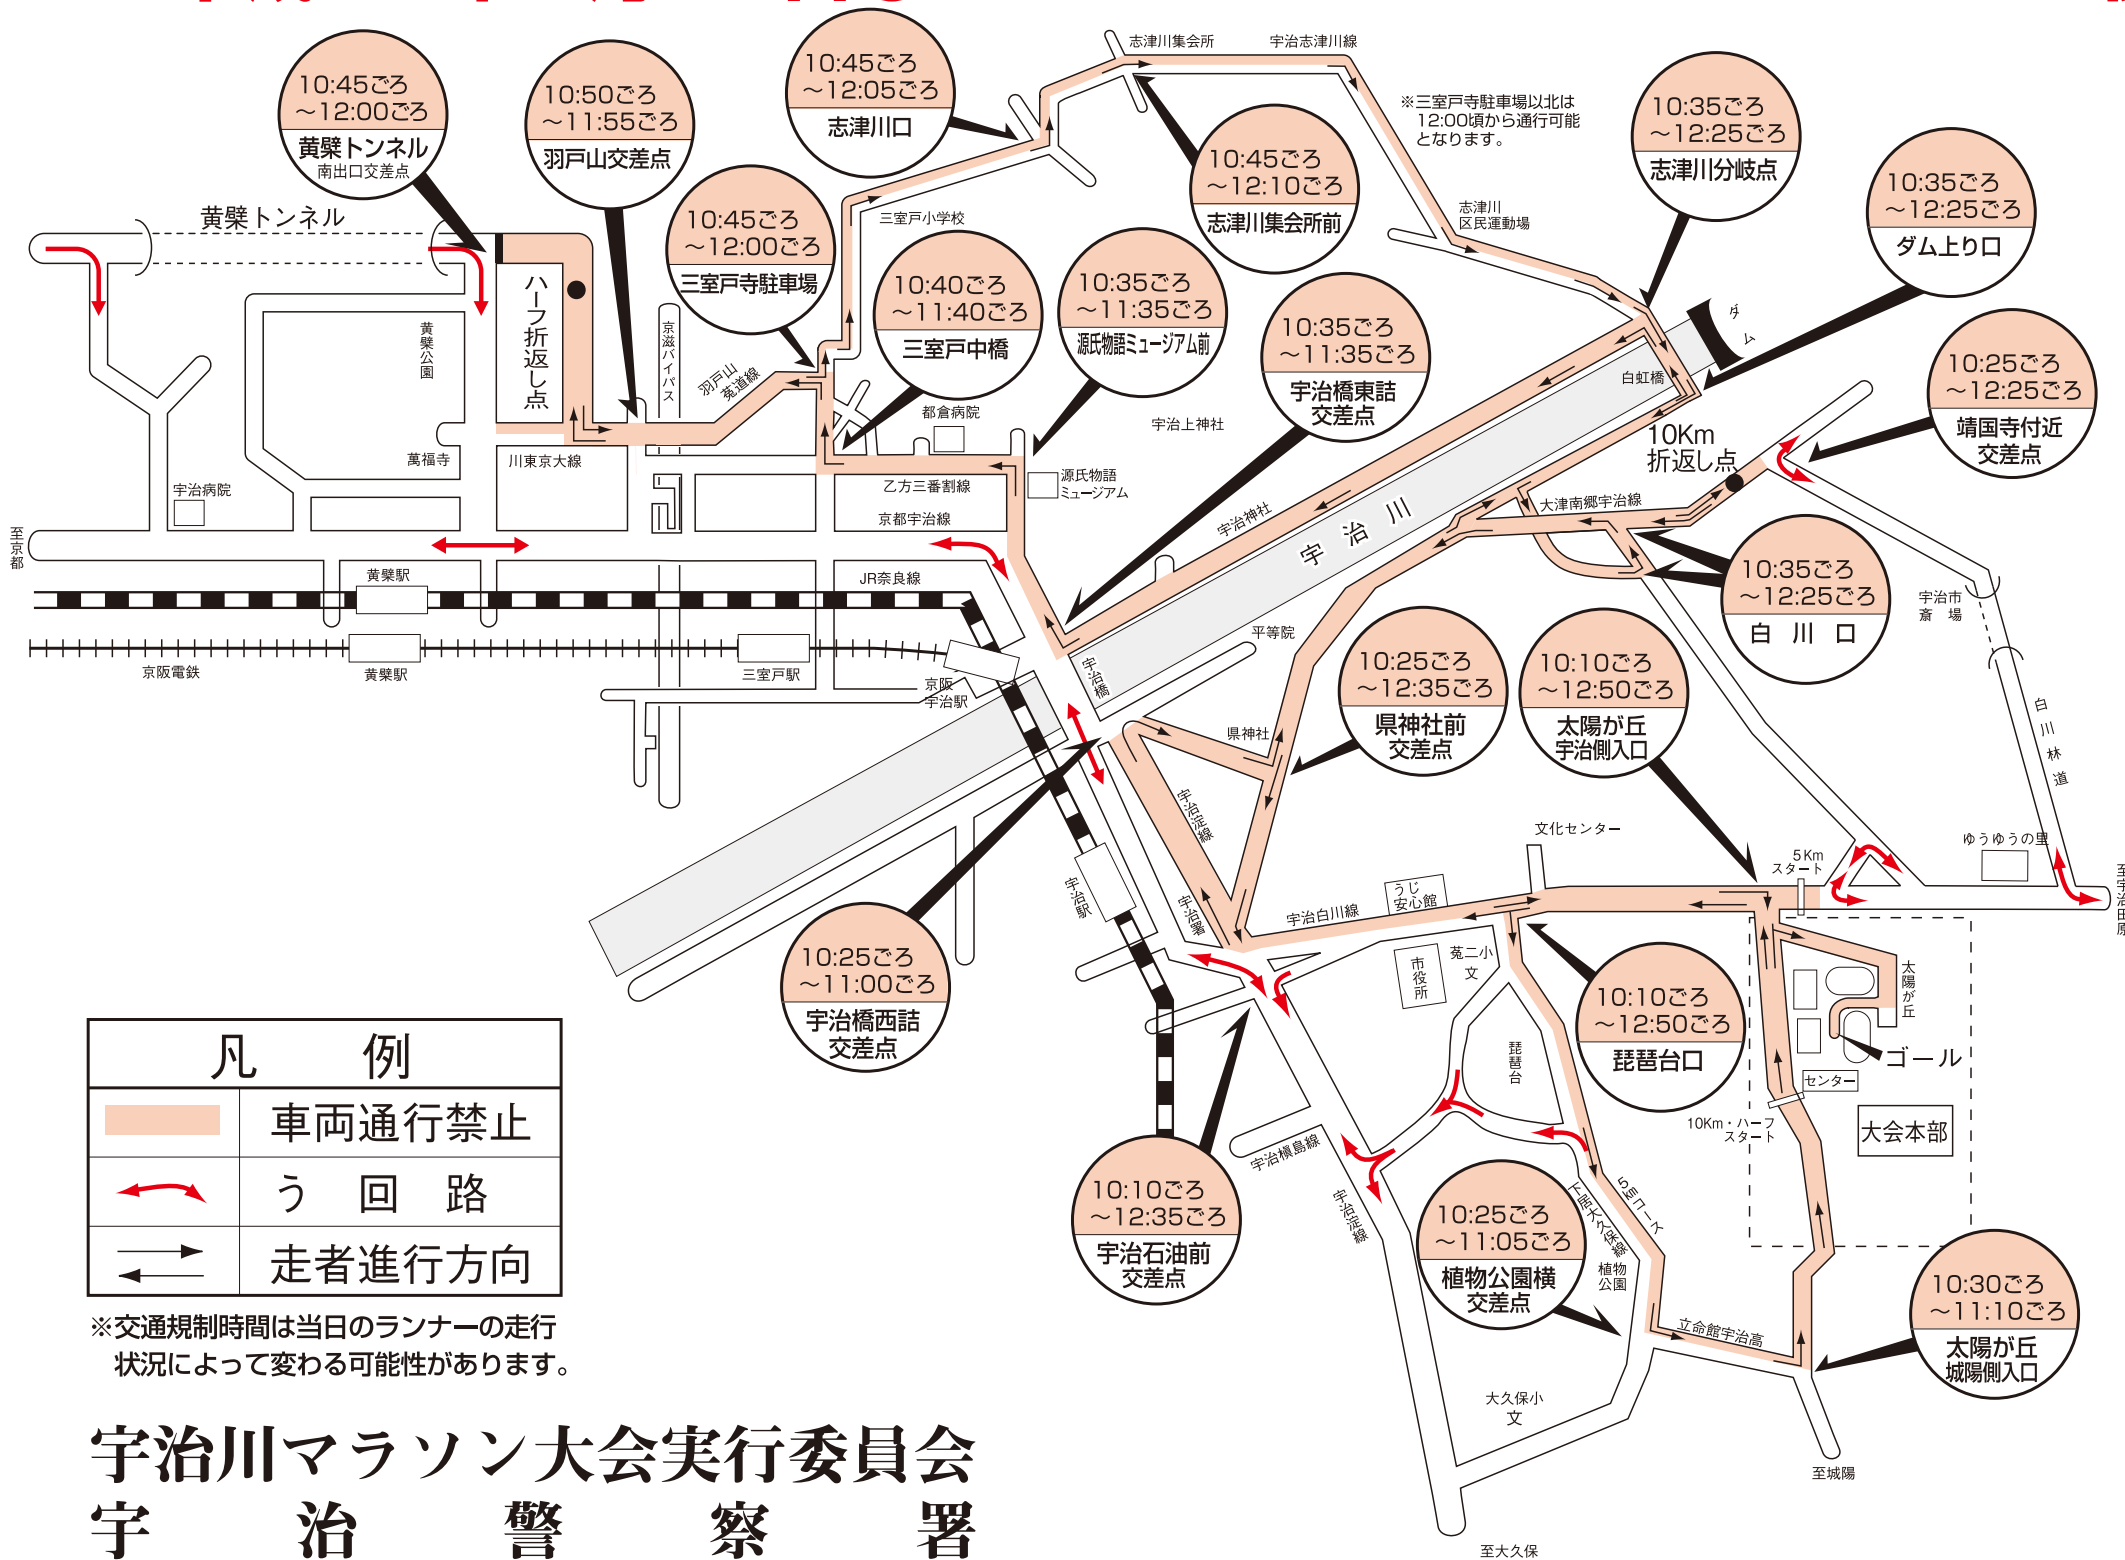 10:45ごろ
～12:00ごろ
黄檗トンネル
南出口交差点
10:50ごろ
～11:55ごろ
羽戸山交差点
10:45ごろ
～12:05ごろ
志津川口
志津川集会所
宇治志津川線
※三室戸寺駐車場以北は
12:00頃から通行可能
となります。
10:35ごろ
～12:25ごろ
志津川分岐点
10:35ごろ
～12:25ごろ
ダム上り口
10:45ごろ
～12:10ごろ
志津川集会所前
10:45ごろ
～12:00ごろ
三室戸寺駐車場
三室戸小学校
志津川
区民運動場
黄檗トンネル
10:40ごろ
～11:40ごろ
三室戸中橋
10:35ごろ
～11:35ごろ
源氏物語ミュージアム前
10:35ごろ
～11:35ごろ
宇治橋東詰
交差点
ダム
10:25ごろ
～12:25ごろ
靖国寺付近
交差点
ハーフ折返し点
黄檗公園
京滋バイパス
羽戸山
莵道線
都倉病院
宇治上神社
白虹橋
10Km
折返し点
萬福寺
川東京大線
宇治病院
乙方三番割線
京都宇治線
源氏物語
ミュージアム
宇治神社
宇治川
大津南郷宇治線
至京都
黄檗駅
JR奈良線
10:35ごろ
～12:25ごろ
白川口
宇治市
斎場
京阪電鉄
黄檗駅
三室戸駅
京阪
宇治駅
宇治橋
平等院
県神社
10:25ごろ
～12:35ごろ
県神社前
交差点
10:10ごろ
～12:50ごろ
太陽が丘
宇治側入口
白川林道
宇治淀線
宇治駅
宇治署
文化センター
5Km
スタート
ゆうゆうの里
至宇治田原
うじ
安心館
宇治白川線
市役所
莵二小
文
10:25ごろ
～11:00ごろ
宇治橋西詰
交差点
10:10ごろ
～12:50ごろ
琵琶台口
太陽が丘
ゴール
センター
琵琶台
10Km・ハーフ
スタート
大会本部
凡例
車両通行禁止
う回路
走者進行方向
※交通規制時間は当日のランナーの走行
状況によって変わる可能性があります。
10:10ごろ
～12:35ごろ
宇治石油前
交差点
宇治槇島線
宇治淀線
10:25ごろ
～11:05ごろ
植物公園横
交差点
下居大久保線
5kmコース
植物
公園
立命館宇治高
10:30ごろ
～11:10ごろ
太陽が丘
城陽側入口
大久保小
文
至城陽
至大久保
宇治川マラソン大会実行委員会
宇治警察署